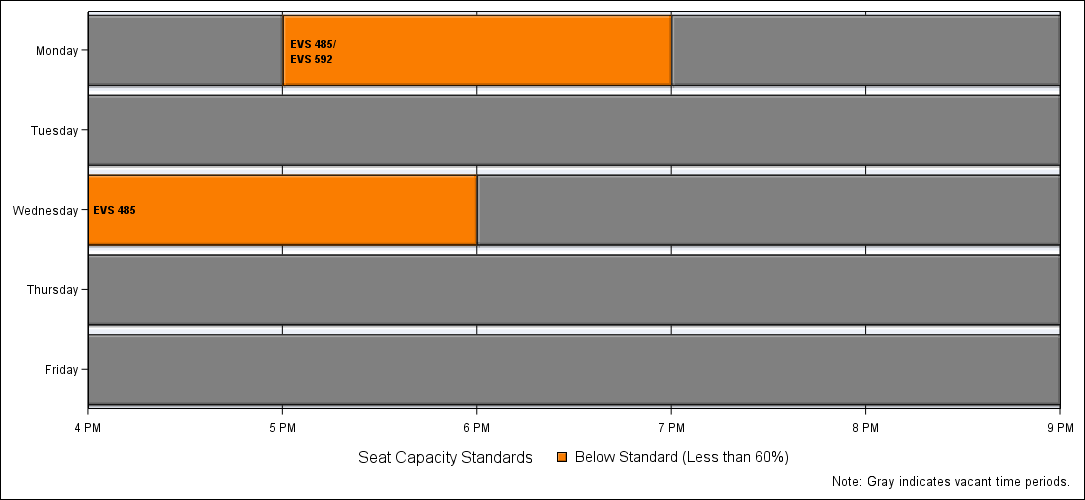 Monday
EVS 485/
EVS 592
Tuesday
Wednesday
EVS 485
Thursday
Friday
4 PM 5 PM 6 PM 7 PM 8 PM 9 PM
Seat Capacity Standards Below Standard (Less than 60%)
Note: Gray indicates vacant time periods.